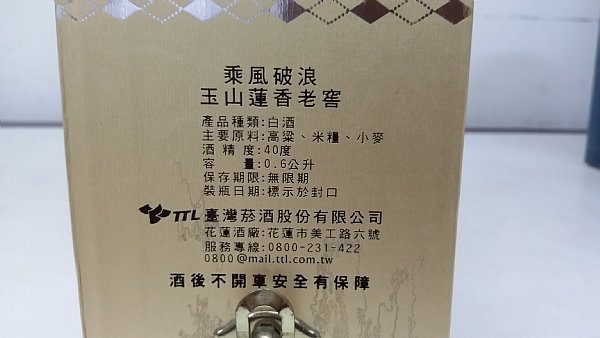 乘風破浪
玉山蓮香老窖
產品種類:白酒
主要原料:高粱、米糧、小麥
酒精度:40度
容量:0.6公升
保存期限:無限期
裝瓶日期:標示於封口
TTL 臺灣菸酒股份有限公司
花蓮酒廠:花蓮市美工路六號
服務專線:0800-231-422
0800@mail.ttl.com.tw
酒後不開車安全有保障